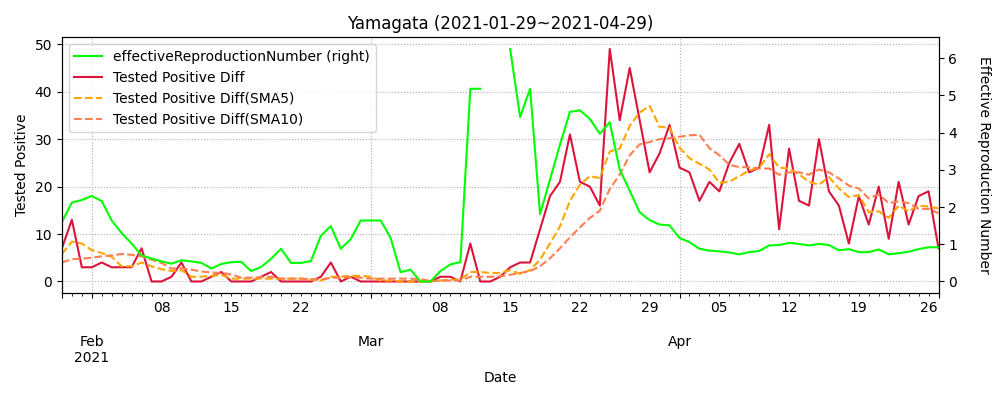 Yamagata (2021-01-29~2021-04-29)
effectiveReproductionNumber (right)
Tested Positive Diff
Tested Positive Diff(SMA5)
Tested Positive Diff(SMA10)
Tested Positive
50
40
30
20
10
0
6
5
4
3
2
1
0
Effective Reproduction Number
08 15 22 08 15 22 29 05 12 19 26
Feb Mar Apr
2021
Date